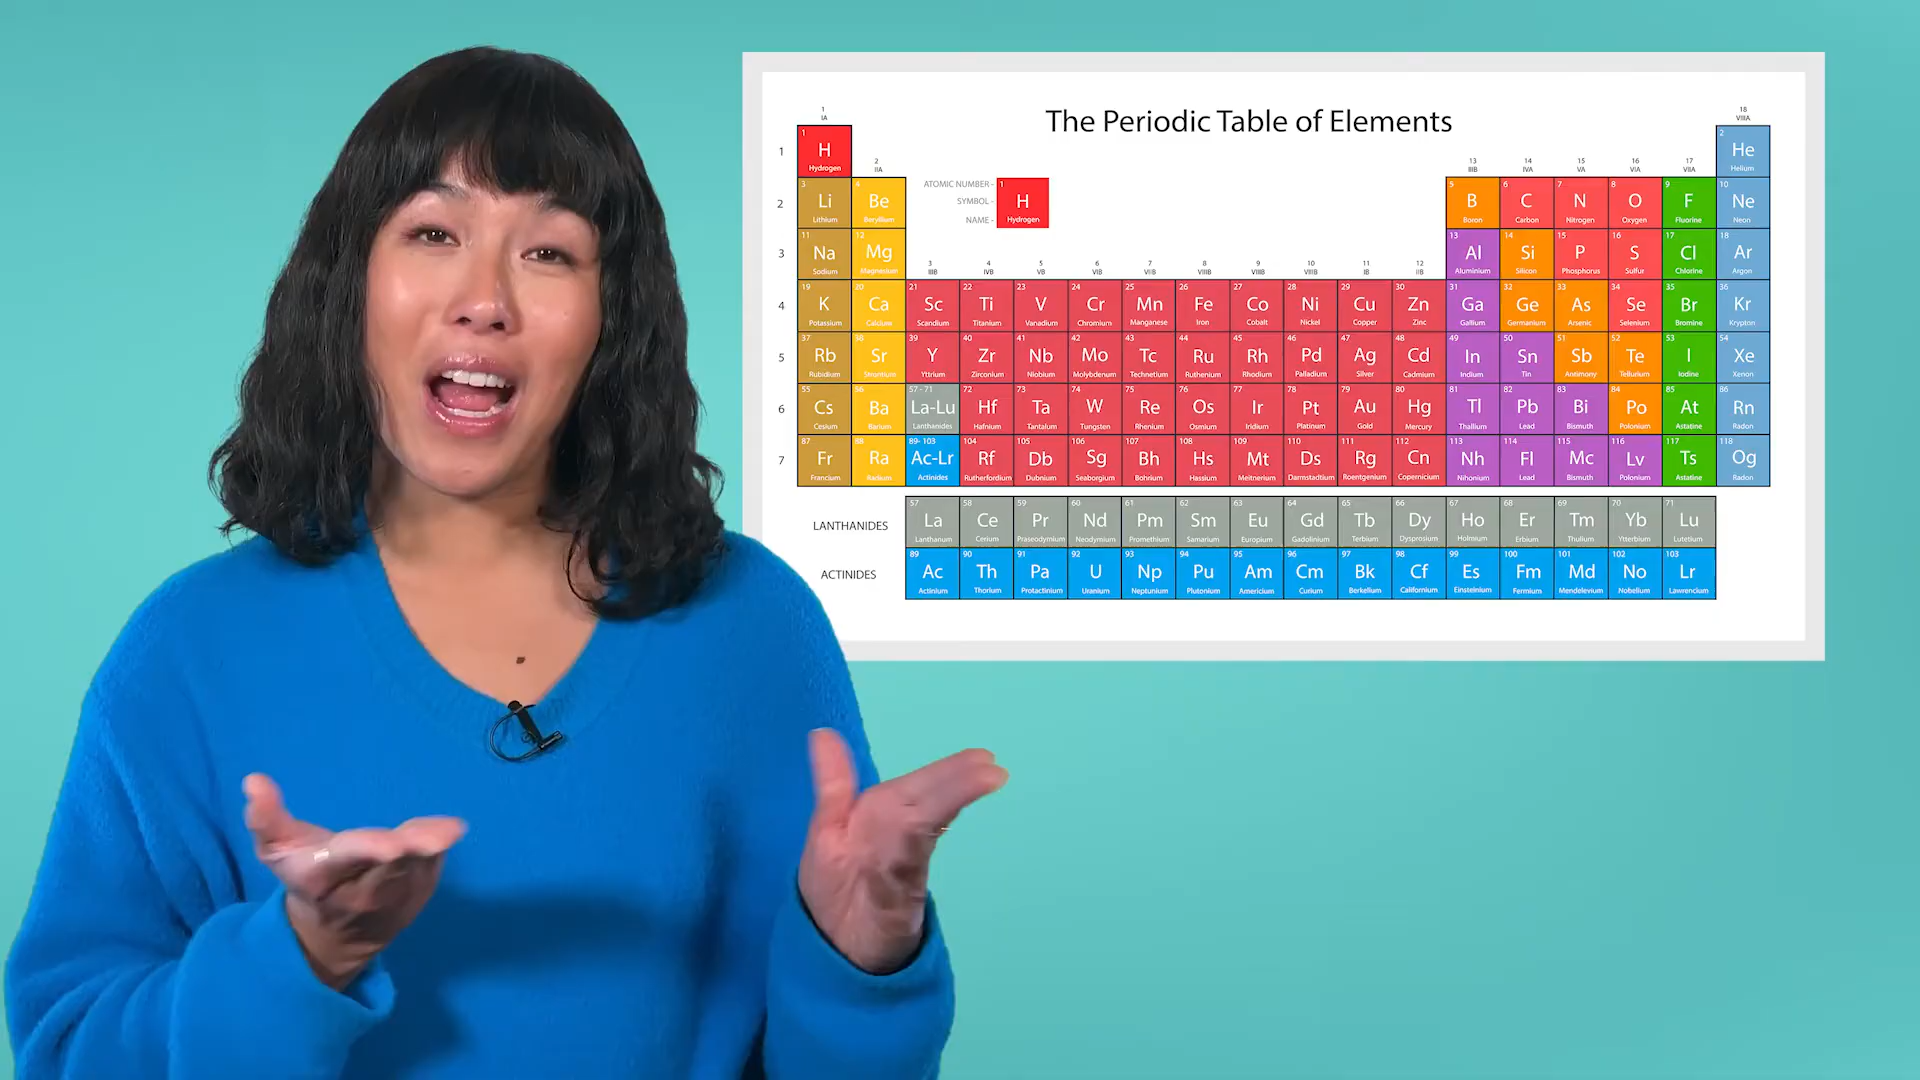 The Periodic Table of Elements
1 18
IA VIIIA
1 2
1 H He
Hydrogen Helium
2 13 14 15 16 17
IIA IIIB IVA VA VIA VIIA
3 4 ATOMIC NUMBER - 1 5 6 7 8 9 10
2 Li Be SYMBOL - H B C N O F Ne
Lithium Beryllium NAME - Hydrogen Boron Carbon Nitrogen Oxygen Fluorine Neon
11 12 13 14 15 16 17 18
3 Na Mg Al Si P S Cl Ar
Sodium Magnesium Aluminium Silicon Phosphorus Sulfur Chlorine Argon
3 4 5 6 7 8 9 10 11 12
IIIB IVB VB VIB VIIB VIIIB VIIIB VIIIB IB IIB
19 20 21 22 23 24 25 26 27 28 29 30 31 32 33 34 35 36
4 K Ca Sc Ti V Cr Mn Fe Co Ni Cu Zn Ga Ge As Se Br Kr
Potassium Calcium Scandium Titanium Vanadium Chromium Manganese Iron Cobalt Nickel Copper Zinc Gallium Germanium Arsenic Selenium Bromine Krypton
37 38 39 40 41 42 43 44 45 46 47 48 49 50 51 52 53 54
5 Rb Sr Y Zr Nb Mo Tc Ru Rh Pd Ag Cd In Sn Sb Te I Xe
Rubidium Strontium Yttrium Zirconium Niobium Molybdenum Technetium Ruthenium Rhodium Palladium Silver Cadmium Indium Tin Antimony Tellurium Iodine Xenon
55 56 57 - 71 72 73 74 75 76 77 78 79 80 81 82 83 84 85 86
6 Cs Ba La-Lu Hf Ta W Re Os Ir Pt Au Hg Tl Pb Bi Po At Rn
Cesium Barium Lanthanides Hafnium Tantalum Tungsten Rhenium Osmium Iridium Platinum Gold Mercury Thallium Lead Bismuth Polonium Astatine Radon
87 88 89- 103 104 105 106 107 108 109 110 111 112 113 114 115 116 117 118
7 Fr Ra Ac-Lr Rf Db Sg Bh Hs Mt Ds Rg Cn Nh Fl Mc Lv Ts Og
Francium Radium Actinides Rutherfordium Dubnium Seaborgium Bohrium Hassium Meitnerium Darmstadtium Roentgenium Copernicium Nihonium Lead Bismuth Polonium Astatine Radon
57 58 59 60 61 62 63 64 65 66 67 68 69 70 71
LANTHANIDES La Ce Pr Nd Pm Sm Eu Gd Tb Dy Ho Er Tm Yb Lu
Lanthanum Cerium Praseodymium Neodymium Promethium Samarium Europium Gadolinium Terbium Dysprosium Holmium Erbium Thulium Ytterbium Lutetium
89 90 91 92 93 94 95 96 97 98 99 100 101 102 103
ACTINIDES Ac Th Pa U Np Pu Am Cm Bk Cf Es Fm Md No Lr
Actinium Thorium Protactinium Uranium Neptunium Plutonium Americium Curium Berkelium Californium Einsteinium Fermium Mendelevium Nobelium Lawrencium